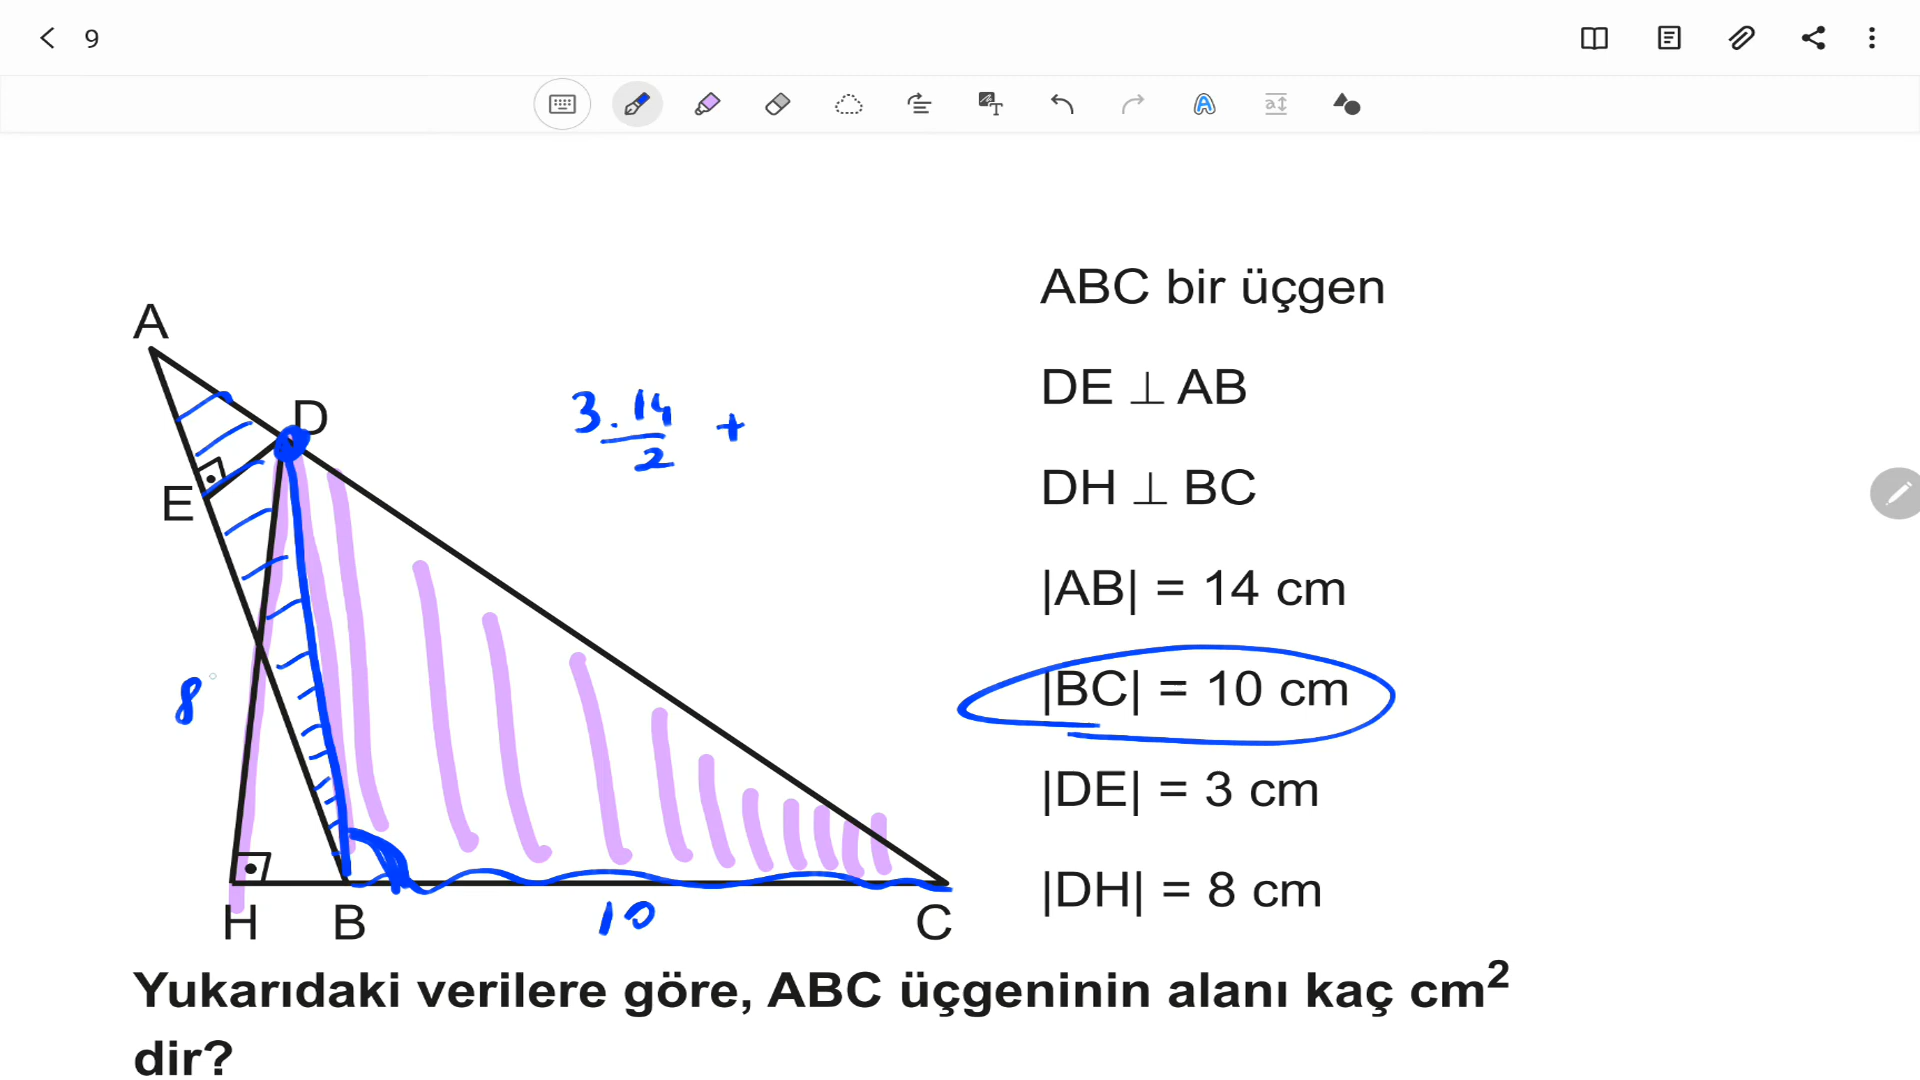 9
A
D
E
3.14 +
2
8
H B C
10
ABC bir üçgen
DE ⊥ AB
DH ⊥ BC
|AB| = 14 cm
|BC| = 10 cm
|DE| = 3 cm
|DH| = 8 cm
Yukarıdaki verilere göre, ABC üçgeninin alanı kaç cm²
dir?